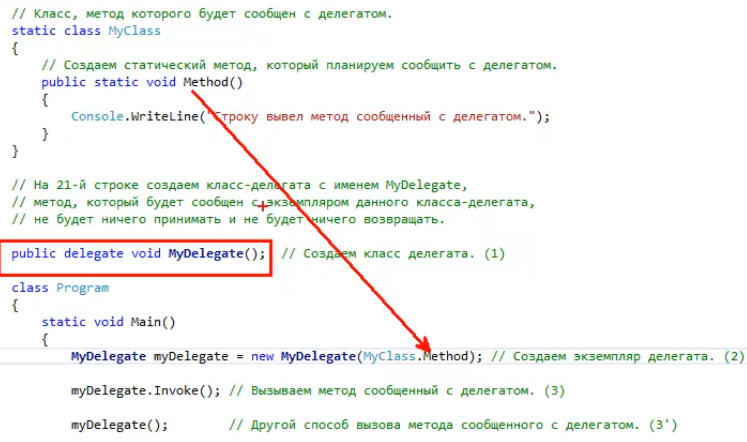 // Класс, метод которого будет сообщен с делегатом.
static class MyClass
{
// Создаем статический метод, который планируем сообщить с делегатом.
public static void Method()
{
Console.WriteLine("Строку вывел метод сообщенный с делегатом.");
}
}
// На 21-й строке создаем класс-делегата с именем MyDelegate,
// метод, который будет сообщен с экземпляром данного класса-делегата,
// не будет ничего принимать и не будет ничего возвращать.
public delegate void MyDelegate(); // Создаем класс делегата. (1)
class Program
{
static void Main()
{
MyDelegate myDelegate = new MyDelegate(MyClass.Method); // Создаем экземпляр делегата. (2)
myDelegate.Invoke(); // Вызываем метод сообщенный с делегатом. (3)
myDelegate(); // Другой способ вызова метода сообщенного с делегатом. (3')